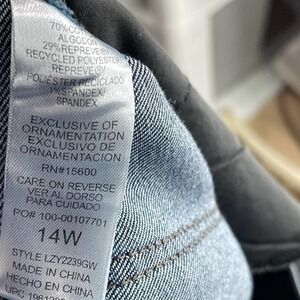 70% COT
ALGODON
29% REPREVE®
RECYCLED POLYESTER
REPREVE®
POLIESTER RECICLADO
1% SPANDEX/
SPANDEX
EXCLUSIVE OF
ORNAMENTATION
EXCLUSIVO DE
ORNAMENTACION
RN#15600
CARE ON REVERSE
VER AL DORSO
PARA CUIDADO
PO# 100-00107701
14W
STYLE LZY2239GW
MADE IN CHINA
HECHO EN CHINA
UPC